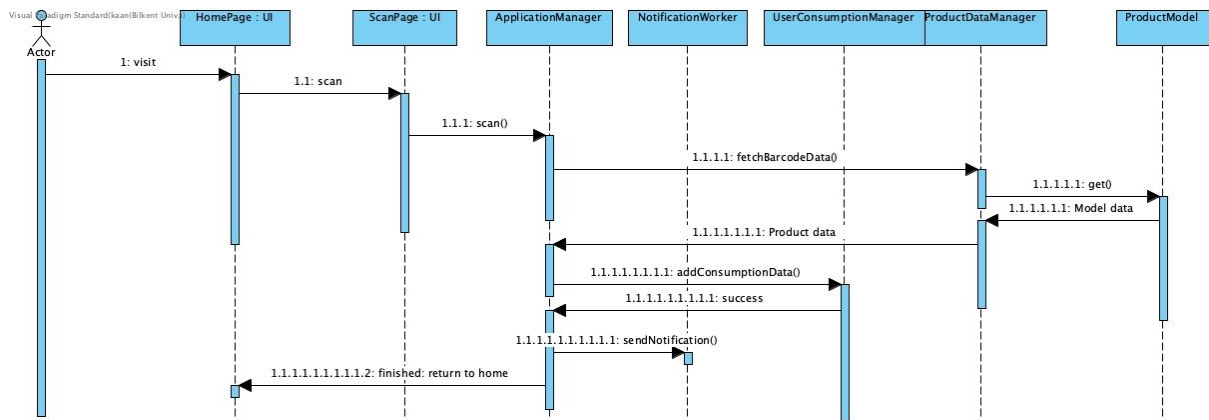 Visual Paradigm Standard(kaan(Bilkent Univ.))
HomePage : UI
ScanPage : UI
ApplicationManager
NotificationWorker
UserConsumptionManager
ProductDataManager
ProductModel
Actor
1: visit
1.1: scan
1.1.1: scan()
1.1.1.1: fetchBarcodeData()
1.1.1.1.1: get()
1.1.1.1.1.1: Model data
1.1.1.1.1.1.1: Product data
1.1.1.1.1.1.1.1: addConsumptionData()
1.1.1.1.1.1.1.1.1: success
1.1.1.1.1.1.1.1.1.1: sendNotification()
1.1.1.1.1.1.1.1.1.2: finished: return to home